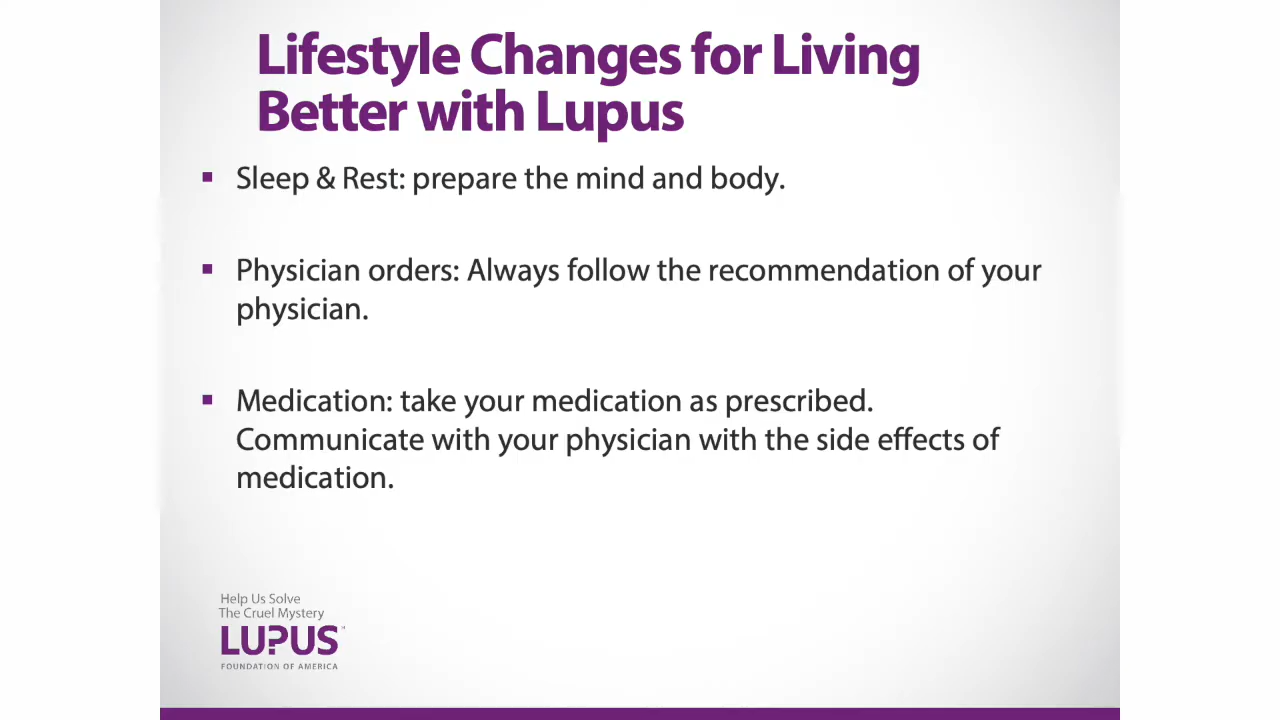 Lifestyle Changes for Living
Better with Lupus
▪ Sleep & Rest: prepare the mind and body.
▪ Physician orders: Always follow the recommendation of your
physician.
▪ Medication: take your medication as prescribed.
Communicate with your physician with the side effects of
medication.
Help Us Solve
The Cruel Mystery
LUPUS
FOUNDATION OF AMERICA